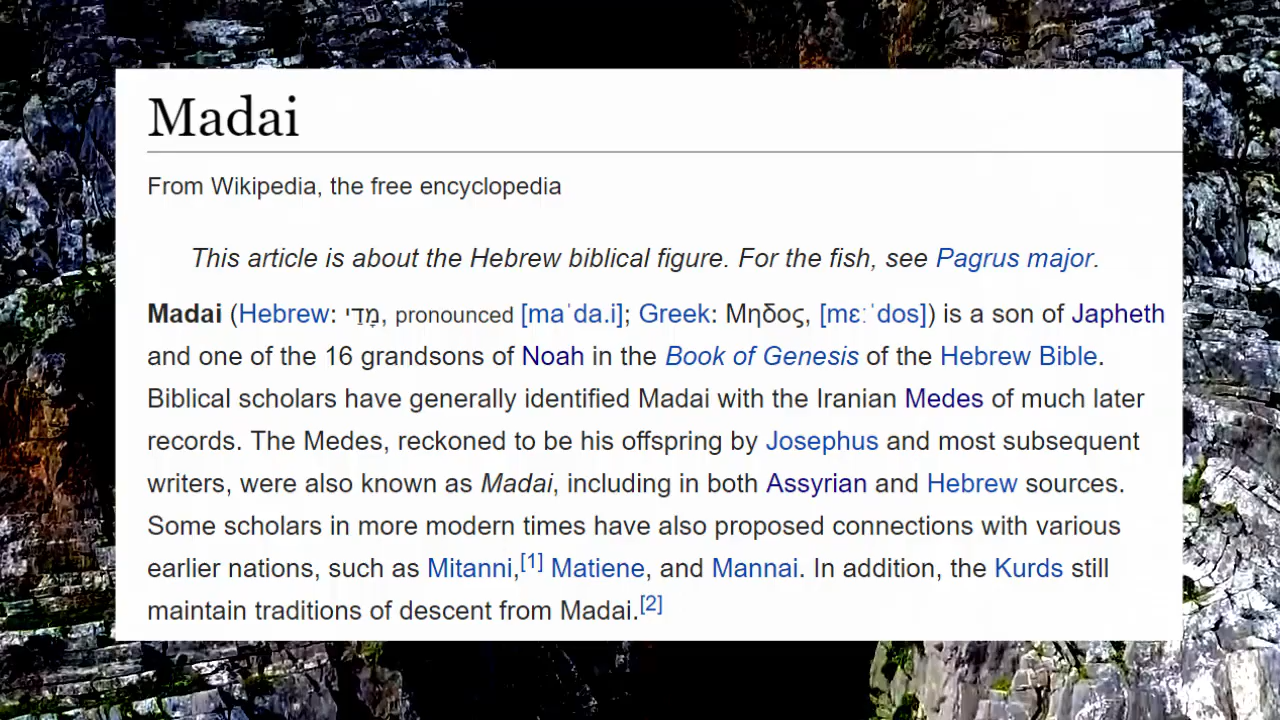 Madai
From Wikipedia, the free encyclopedia
This article is about the Hebrew biblical figure. For the fish, see Pagrus major.
Madai (Hebrew: מָדַי, pronounced [maˈda.i]; Greek: Μηδος, [mɛːˈdos]) is a son of Japheth
and one of the 16 grandsons of Noah in the Book of Genesis of the Hebrew Bible.
Biblical scholars have generally identified Madai with the Iranian Medes of much later
records. The Medes, reckoned to be his offspring by Josephus and most subsequent
writers, were also known as Madai, including in both Assyrian and Hebrew sources.
Some scholars in more modern times have also proposed connections with various
earlier nations, such as Mitanni,[1] Matiene, and Mannai. In addition, the Kurds still
maintain traditions of descent from Madai.[2]